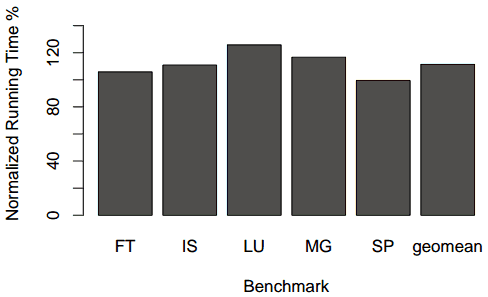 Normalized Running Time %
120
80
40
0
FT IS LU MG SP geomean
Benchmark